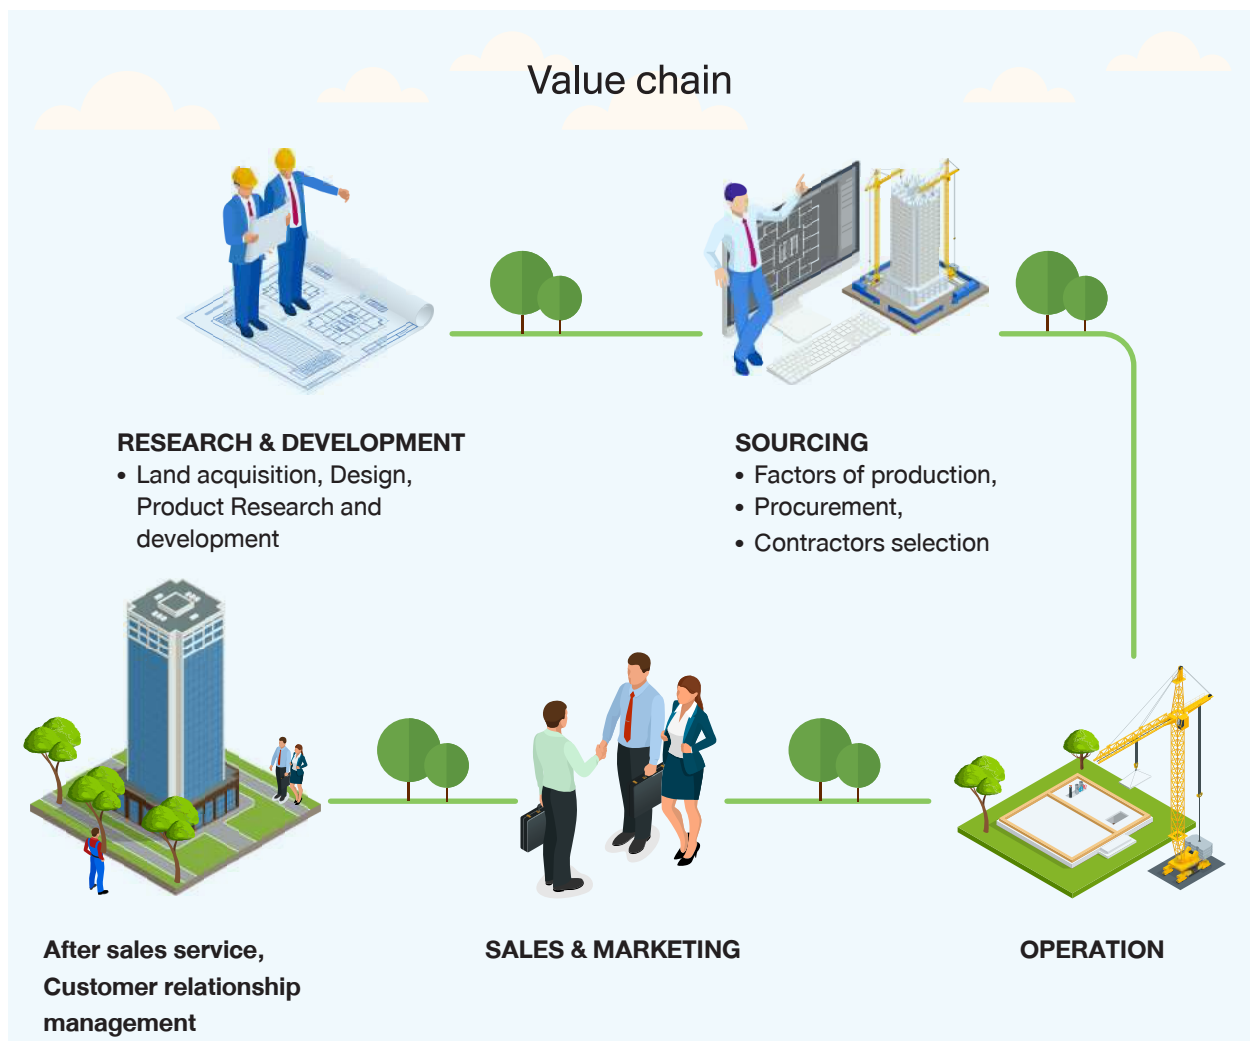 Value chain
RESEARCH & DEVELOPMENT
• Land acquisition, Design,
Product Research and
development
SOURCING
• Factors of production,
• Procurement,
• Contractors selection
After sales service,
Customer relationship
management
SALES & MARKETING
OPERATION